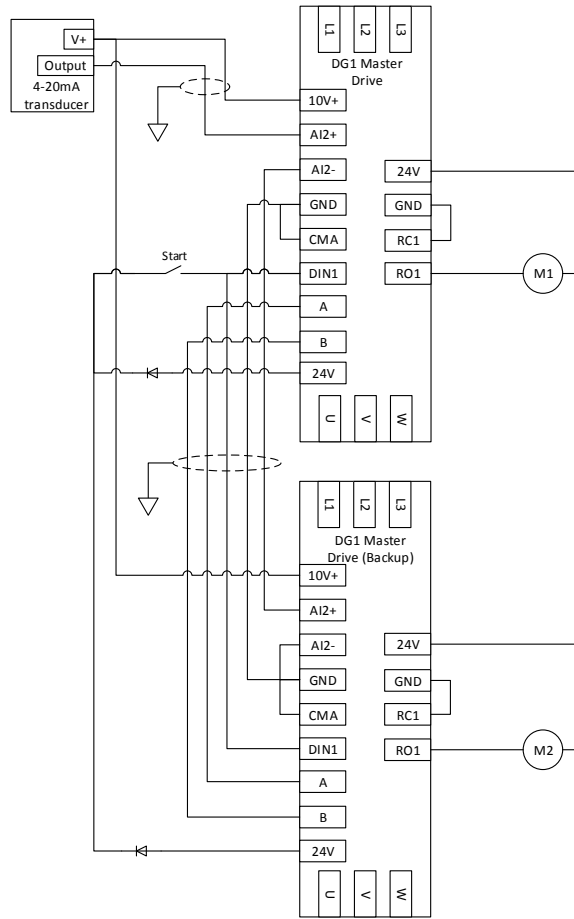 V+
Output
4-20mA
transducer
L1
L2
L3
DG1 Master
Drive
10V+
AI2+
AI2-
24V
GND
GND
CMA
RC1
Start
DIN1
RO1
M1
A
B
24V
U
V
W
L1
L2
L3
DG1 Master
Drive (Backup)
10V+
AI2+
AI2-
24V
GND
GND
CMA
RC1
DIN1
RO1
M2
A
B
24V
U
V
W